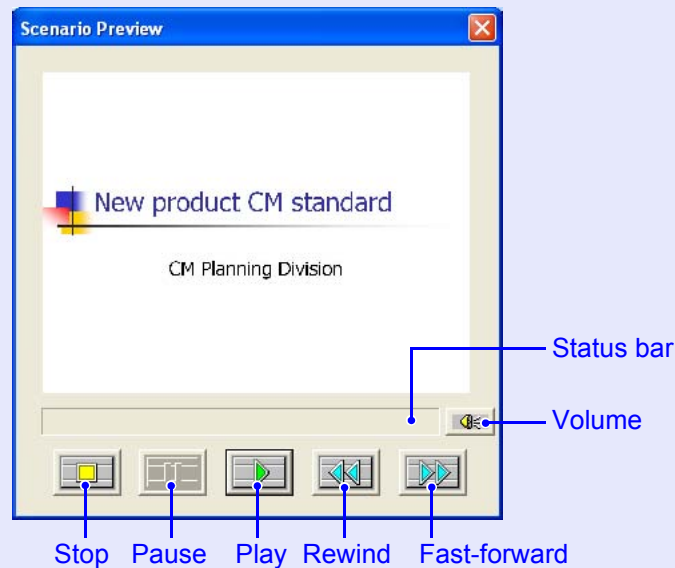 Scenario Preview
New product CM standard
CM Planning Division
Status bar
Volume
Stop Pause Play Rewind Fast-forward